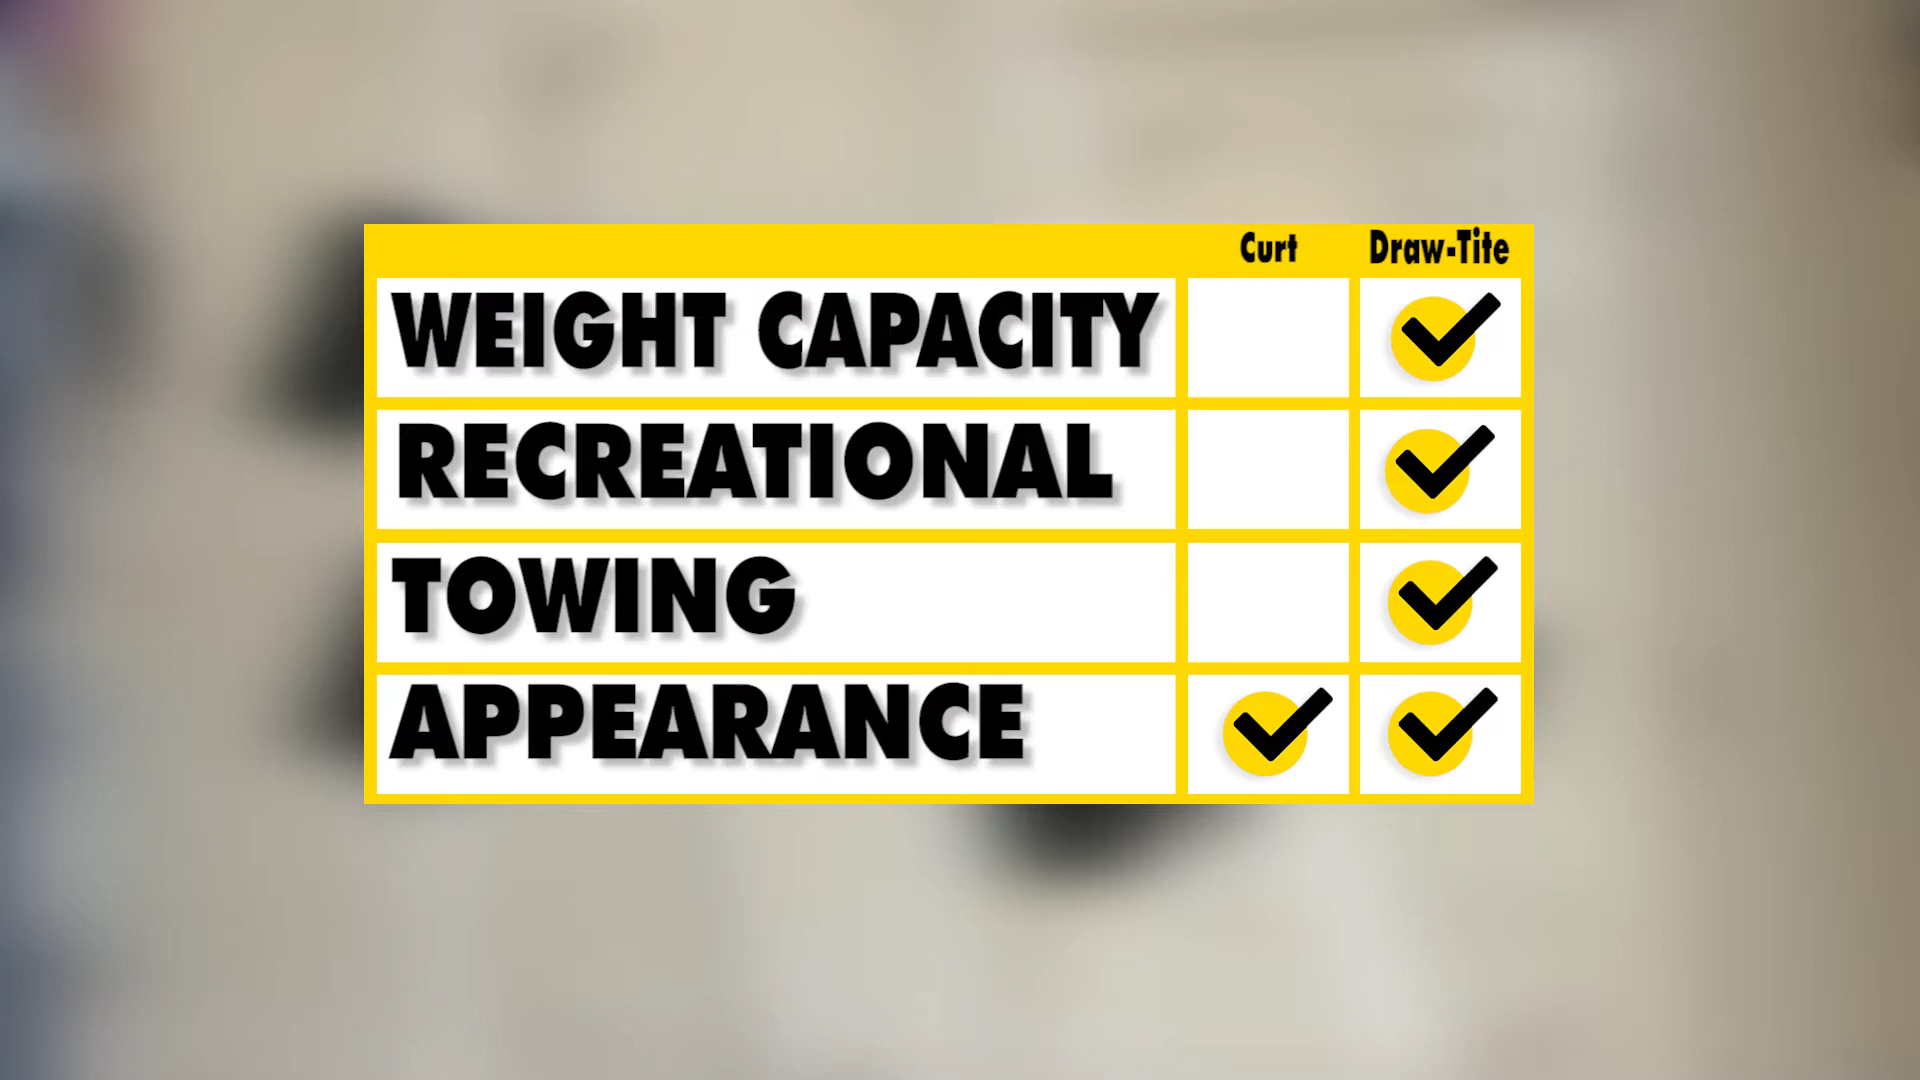 Curt Draw-Tite
WEIGHT CAPACITY
RECREATIONAL
TOWING
APPEARANCE